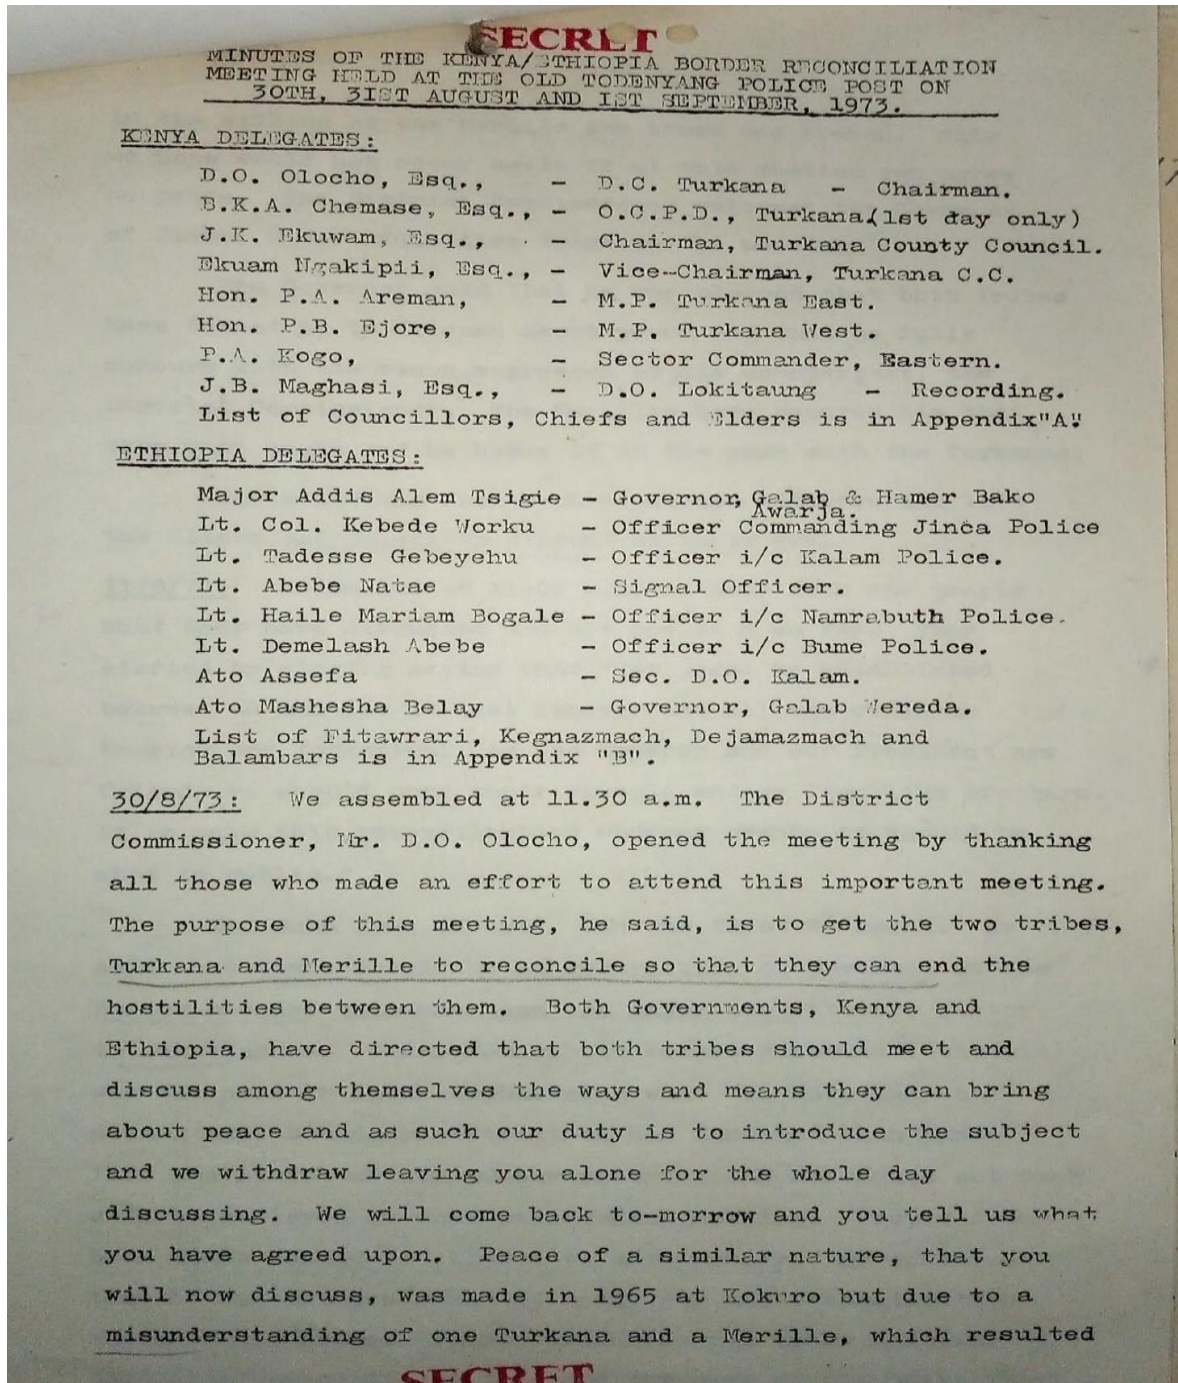 SECRET
MINUTES OF THE KENYA/ETHIOPIA BORDER RECONCILIATION
MEETING HELD AT THE OLD TODENYANG POLICE POST ON
30TH, 31ST AUGUST AND IST SEPTEMBER, 1973.
KENYA DELEGATES:
D.O. Olocho, Esq., - D.C. Turkana - Chairman.
B.K.A. Chemase, Esq., - O.C.P.D., Turkana(1st day only)
J.K. Ekuwam, Esq., - Chairman, Turkana County Council.
Ekuam Ngakipii, Esq., - Vice--Chairman, Turkana C.C.
Hon. P.A. Areman, - M.P. Turkana East.
Hon. P.B. Ejore, - M.P. Turkana West.
P.A. Kogo, - Sector Commander, Eastern.
J.B. Maghasi, Esq., - D.O. Lokitaung - Recording.
List of Councillors, Chiefs and Elders is in Appendix"A".
ETHIOPIA DELEGATES:
Major Addis Alem Tsigie - Governor, Galab & Hamer Bako
Awarja.
Lt. Col. Kebede Worku - Officer Commanding Jinca Police
Lt. Tadesse Gebeyehu - Officer i/c Kalam Police.
Lt. Abebe Natae - Signal Officer.
Lt. Haile Mariam Bogale - Officer i/c Namrabuth Police.
Lt. Demelash Abebe - Officer i/c Bume Police.
Ato Assefa - Sec. D.O. Kalam.
Ato Mashesha Belay - Governor, Galab Wereda.
List of Fitawrari, Kegnazmach, Dejamazmach and
Balambars is in Appendix "B".
30/8/73: We assembled at 11.30 a.m. The District
Commissioner, Mr. D.O. Olocho, opened the meeting by thanking
all those who made an effort to attend this important meeting.
The purpose of this meeting, he said, is to get the two tribes,
Turkana and Merille to reconcile so that they can end the
hostilities between them. Both Governments, Kenya and
Ethiopia, have directed that both tribes should meet and
discuss among themselves the ways and means they can bring
about peace and as such our duty is to introduce the subject
and we withdraw leaving you alone for the whole day
discussing. We will come back to-morrow and you tell us what
you have agreed upon. Peace of a similar nature, that you
will now discuss, was made in 1965 at Kokuro but due to a
misunderstanding of one Turkana and a Merille, which resulted
SECRET